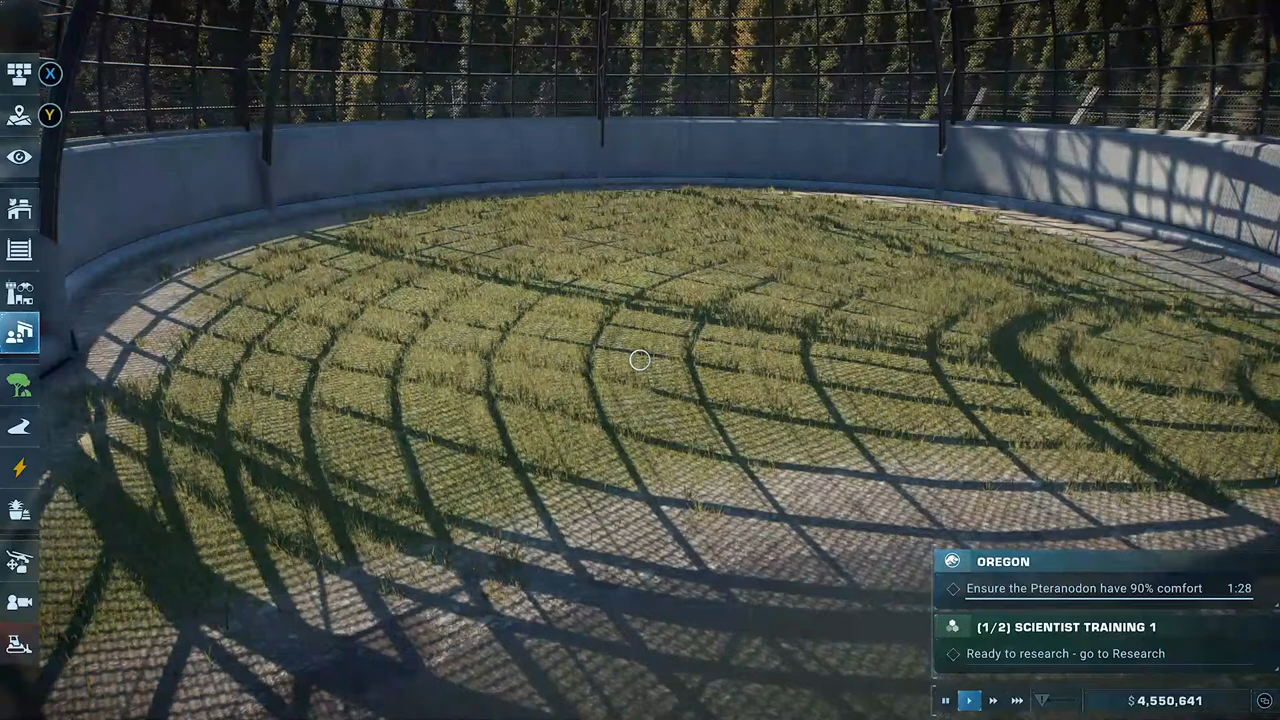 X
Y
OREGON
Ensure the Pteranodon have 90% comfort 1:28
(1/2) SCIENTIST TRAINING 1
Ready to research - go to Research
$4,550,641